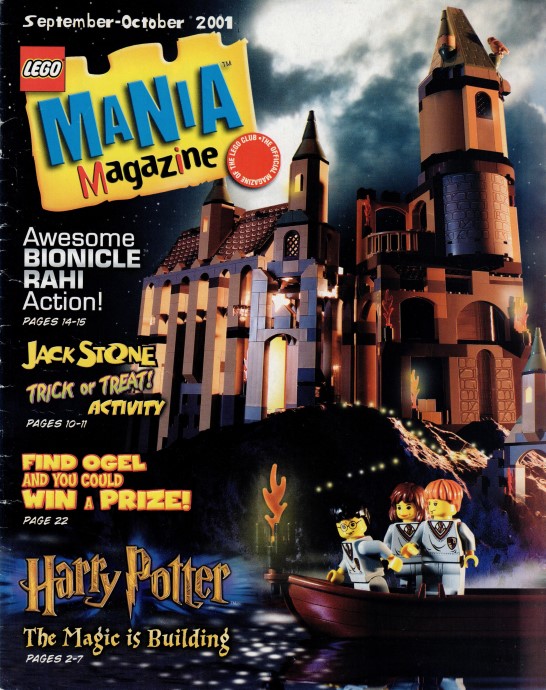 September-October 2001
LEGO
MANIA™
Magazine
THE OFFICIAL MAGAZINE OF THE LEGO CLUB
Awesome
BIONICLE
RAHI
Action!
PAGES 14-15
JACK STONE
TRICK or TREAT!
ACTIVITY
PAGES 10-11
FIND OGEL
AND YOU COULD
WIN A PRIZE!
PAGE 22
Harry Potter
The Magic is Building
PAGES 2-7